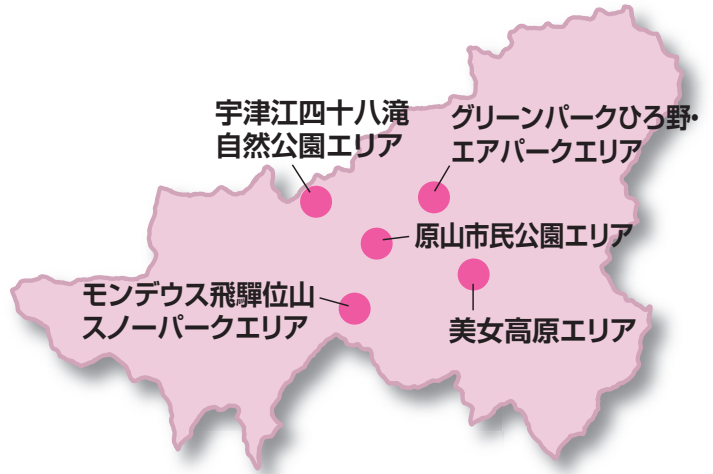 宇津江四十八滝
自然公園エリア
グリーンパークひろ野・
エアパークエリア
原山市民公園エリア
モンデウス飛驒位山
スノーパークエリア
美女高原エリア